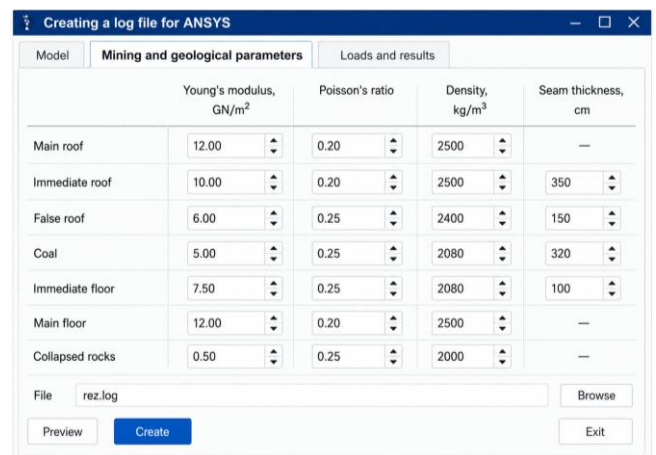 Creating a log file for ANSYS
Model Mining and geological parameters Loads and results
Young's modulus, Poisson's ratio Density, Seam thickness,
GN/m² kg/m³ cm
Main roof 12.00 0.20 2500 —
Immediate roof 10.00 0.20 2500 350
False roof 6.00 0.25 2400 150
Coal 5.00 0.25 2080 320
Immediate floor 7.50 0.25 2080 100
Main floor 12.00 0.20 2500 —
Collapsed rocks 0.50 0.25 2000 —
File rez.log Browse
Preview Create Exit